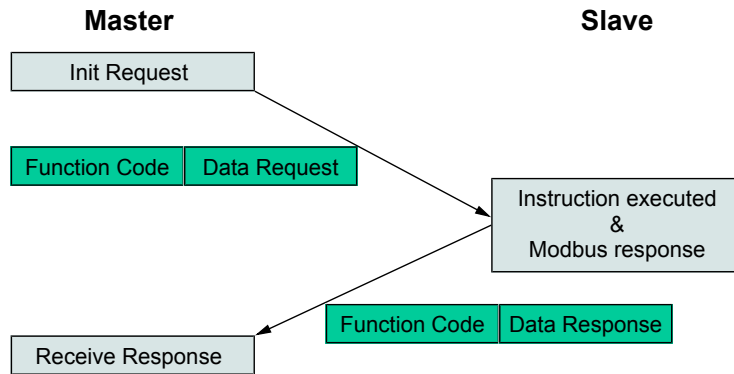 Master
Slave
Init Request
Function Code
Data Request
Instruction executed
&
Modbus response
Function Code
Data Response
Receive Response